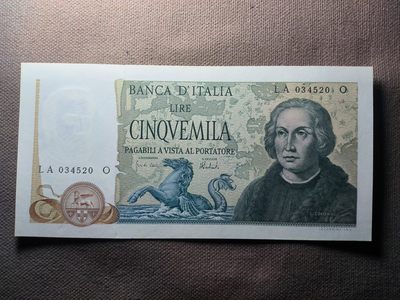 BANCA D'ITALIA
LA 034520 O
LIRE
CINQVEMILA
PAGABILI A VISTA AL PORTATORE
LA 034520 O